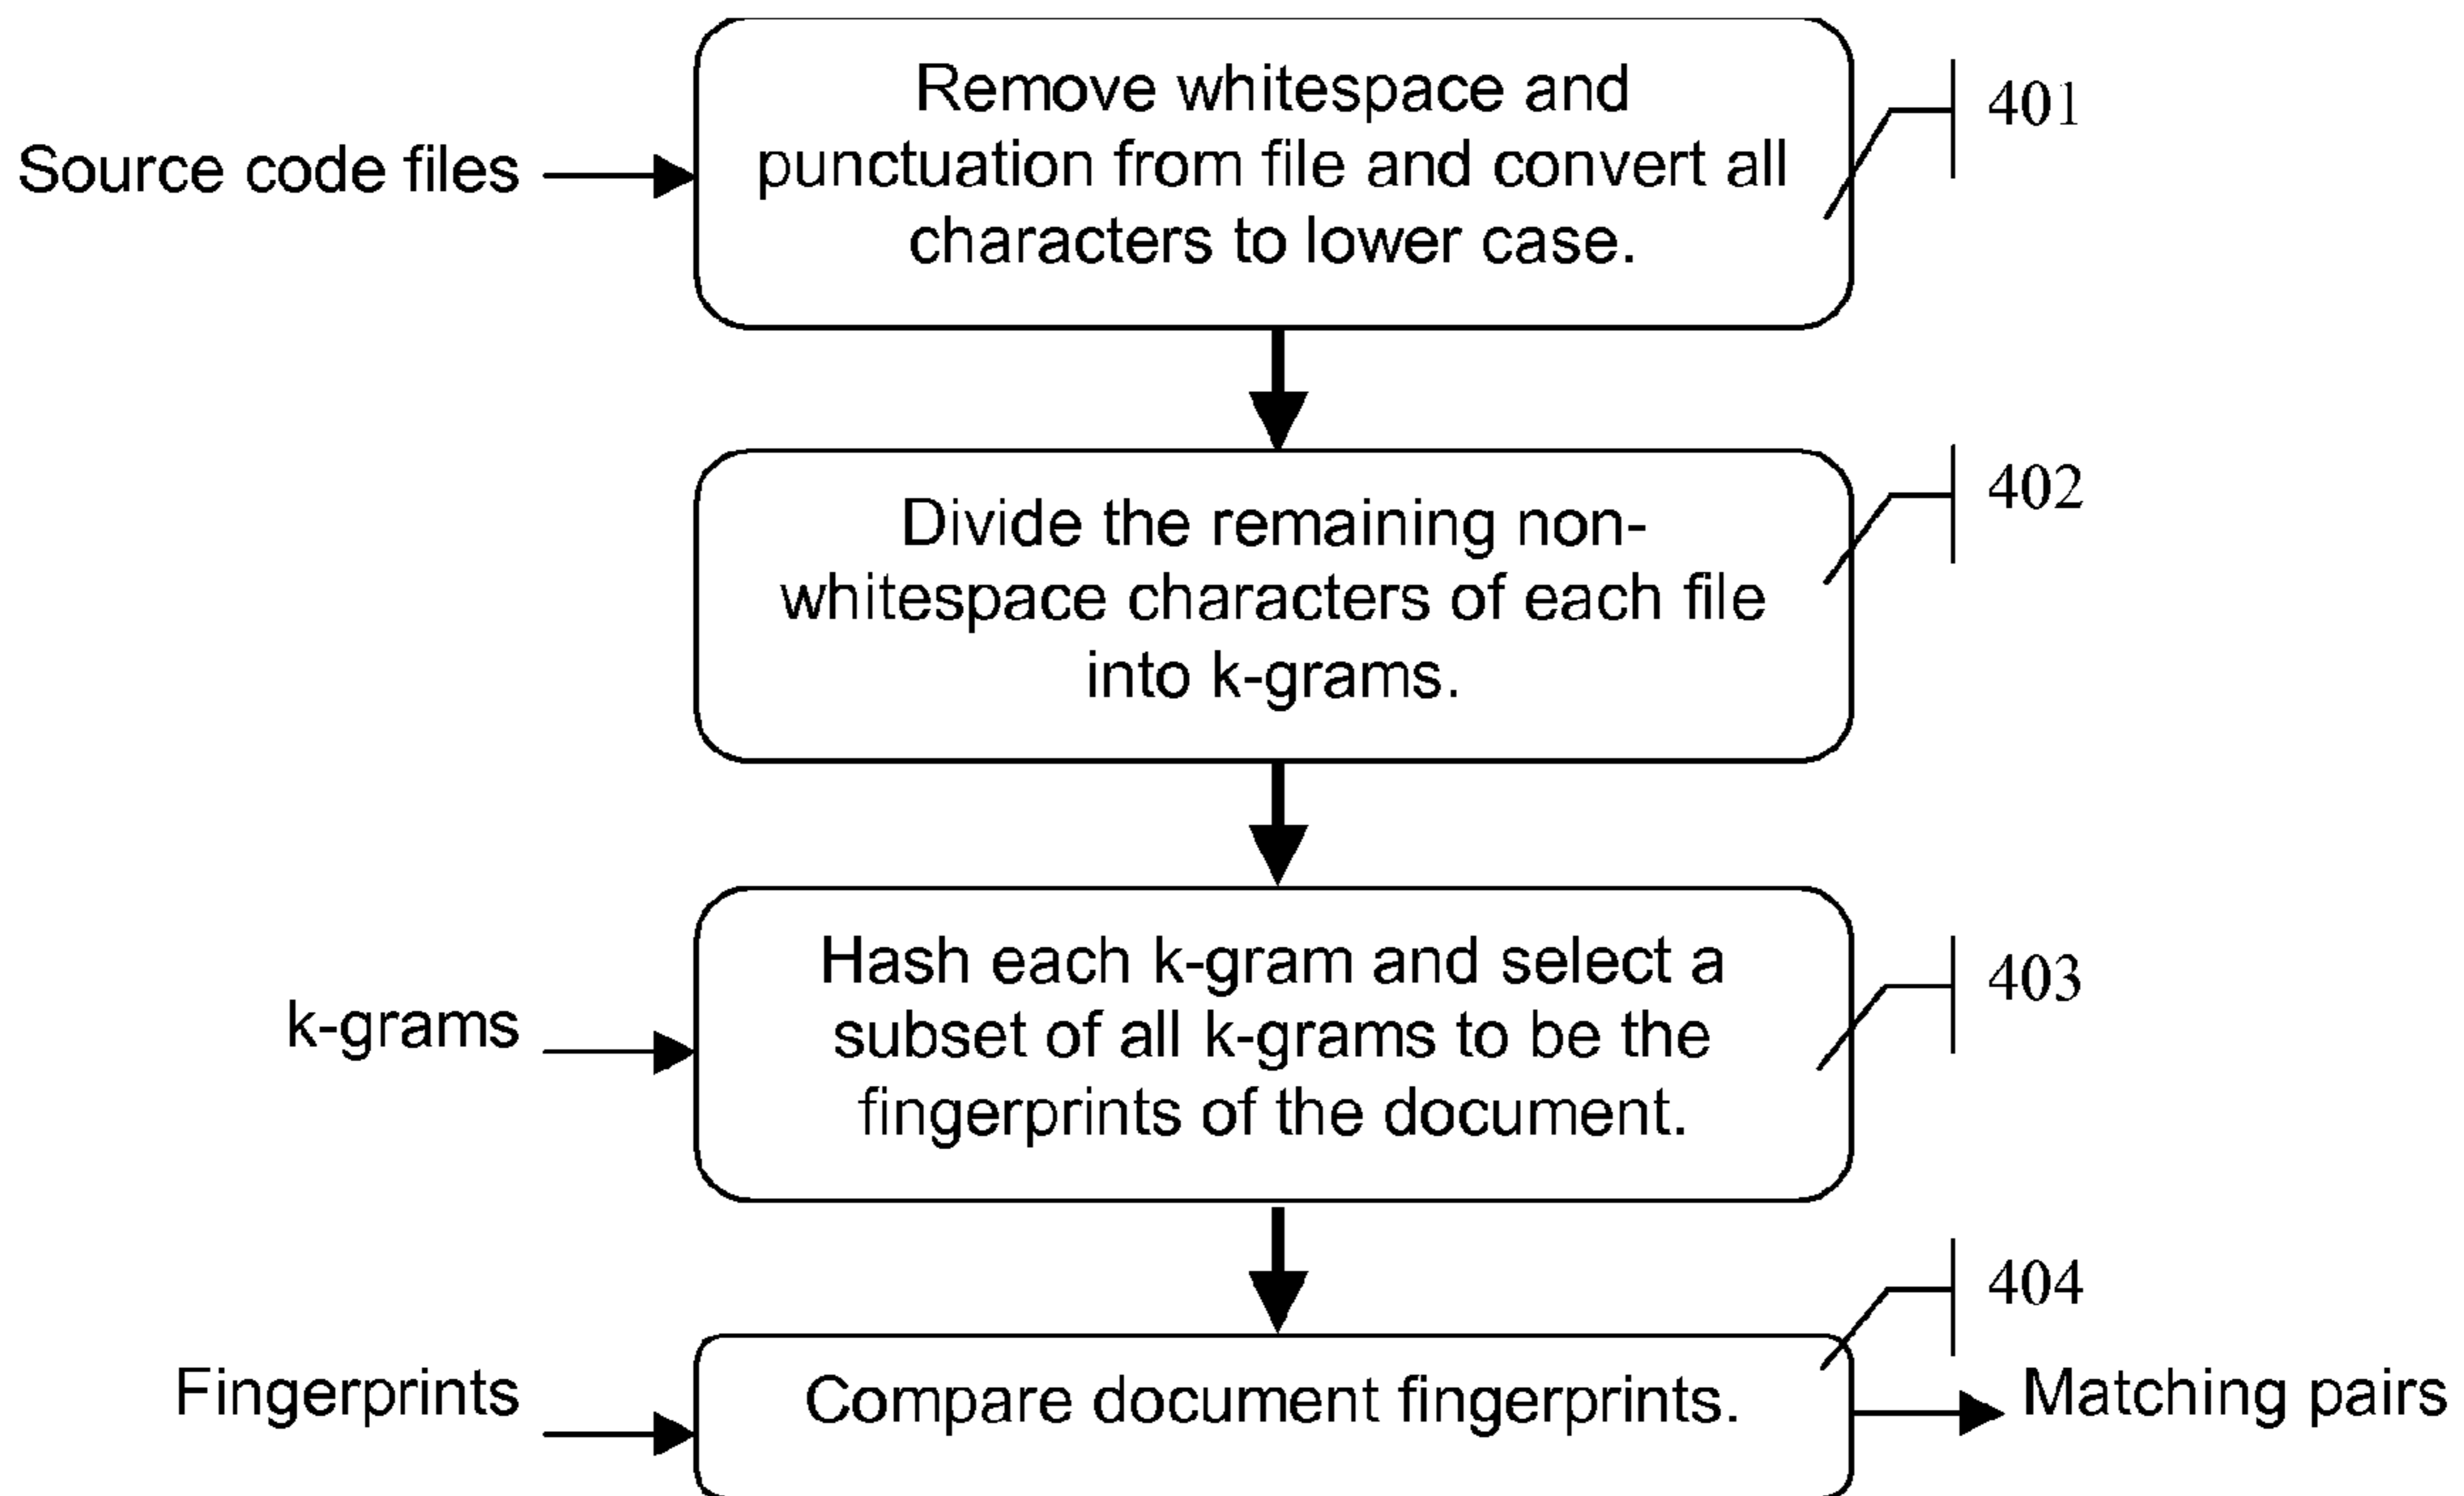 Remove whitespace and
punctuation from file and convert all
characters to lower case.
Source code files
401
Divide the remaining non-
whitespace characters of each file
into k-grams.
402
Hash each k-gram and select a
subset of all k-grams to be the
fingerprints of the document.
k-grams
403
404
Fingerprints
Compare document fingerprints.
Matching pairs